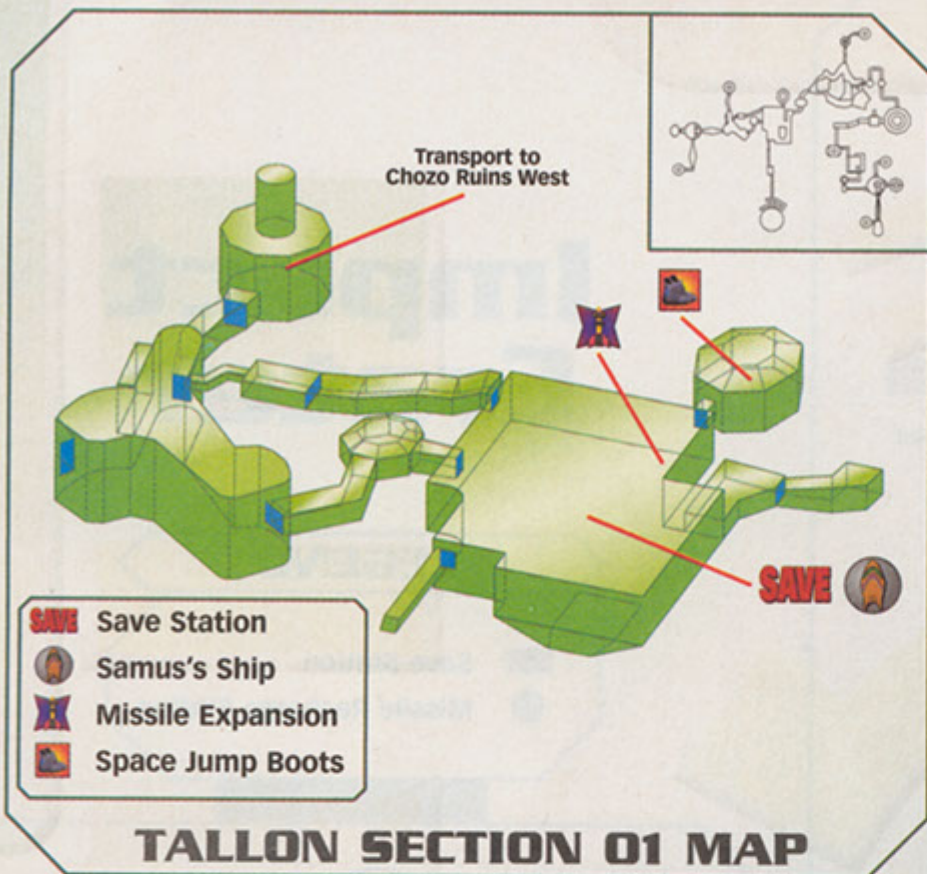 Transport to
Chozo Ruins West
SAVE
SAVE Save Station
Samus's Ship
Missile Expansion
Space Jump Boots
TALLON SECTION 01 MAP